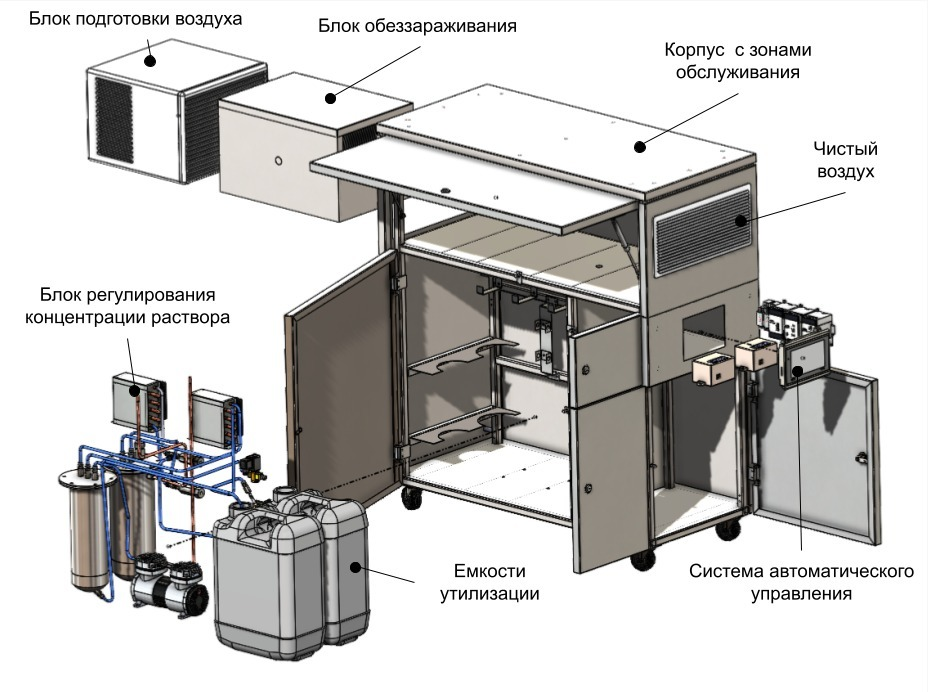 Блок подготовки воздуха
Блок обеззараживания
Корпус с зонами
обслуживания
Чистый
воздух
Блок регулирования
концентрации раствора
Емкости
утилизации
Система автоматического
управления